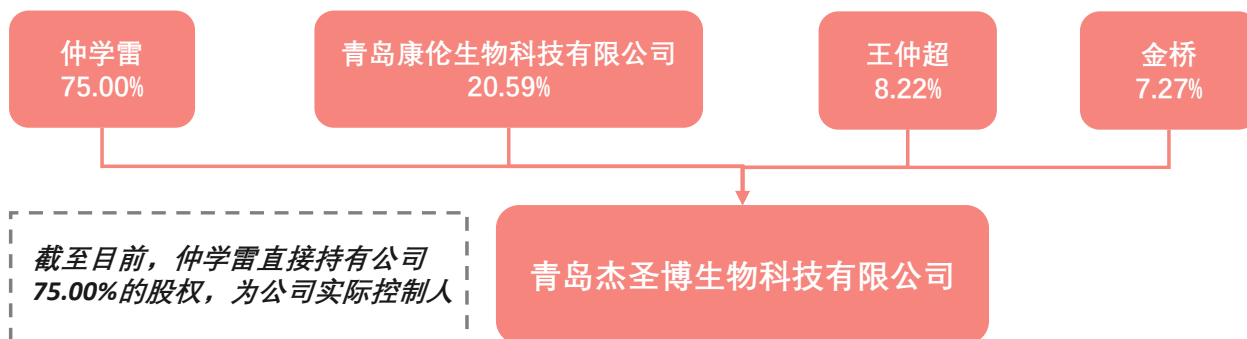 仲学雷
75.00%
青岛康伦生物科技有限公司
20.59%
王仲超
8.22%
金桥
7.27%
截至目前，仲学雷直接持有公司
75.00%的股权，为公司实际控制人
青岛杰圣博生物科技有限公司